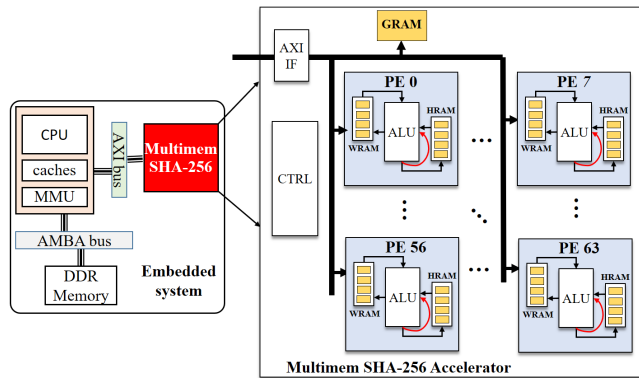 GRAM
AXI
IF
PE 0
HRAM
ALU
WRAM
PE 7
HRAM
ALU
WRAM
CPU
caches
MMU
AXI bus
Multimem
SHA-256
CTRL
AMBA bus
DDR
Memory
Embedded
system
PE 56
HRAM
ALU
WRAM
PE 63
HRAM
ALU
WRAM
Multimem SHA-256 Accelerator